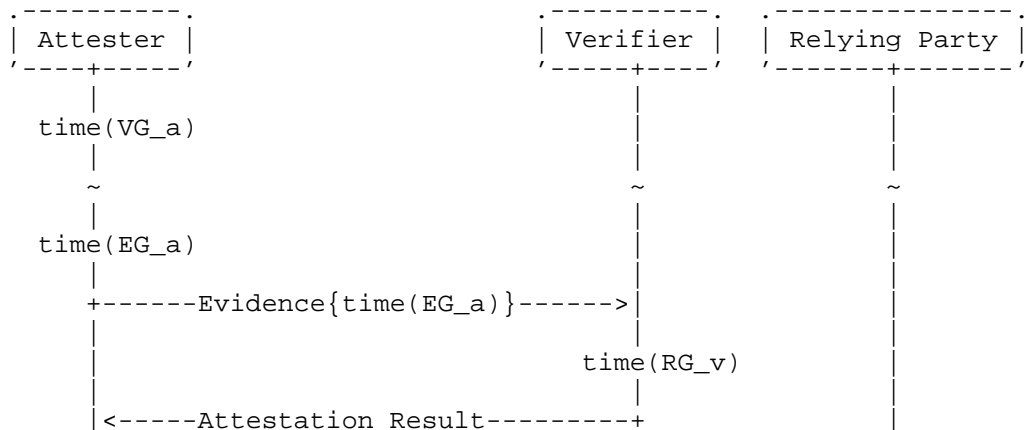 Attester Verifier Relying Party
time(VG_a)
~ ~ ~
time(EG_a)
Evidence{time(EG_a)}
time(RG_v)
Attestation Result